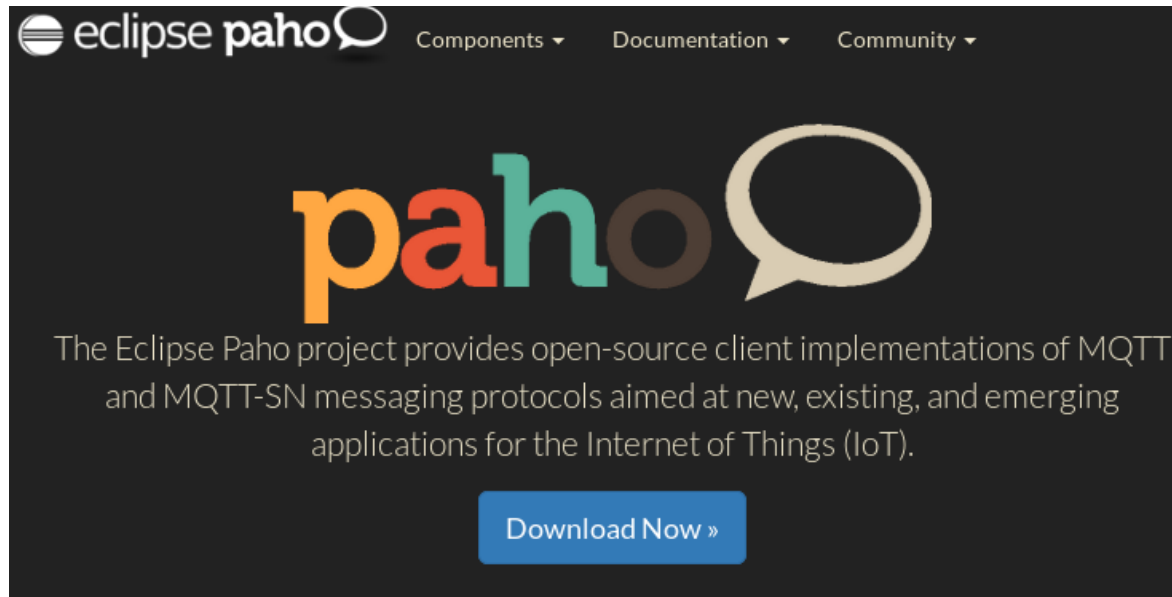 eclipse paho Components Documentation Community
paho
The Eclipse Paho project provides open-source client implementations of MQTT
and MQTT-SN messaging protocols aimed at new, existing, and emerging
applications for the Internet of Things (IoT).
Download Now »